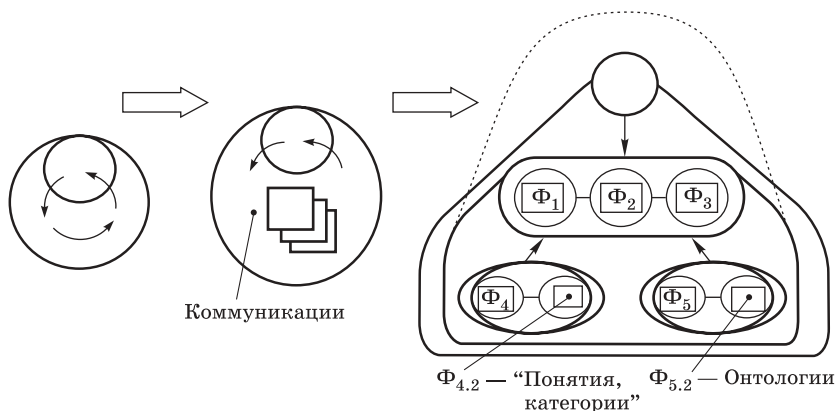 Ф1 Ф2 Ф3
Ф4 Ф5
Коммуникации
Ф4.2 — “Понятия, категории”
Ф5.2 — Онтологии